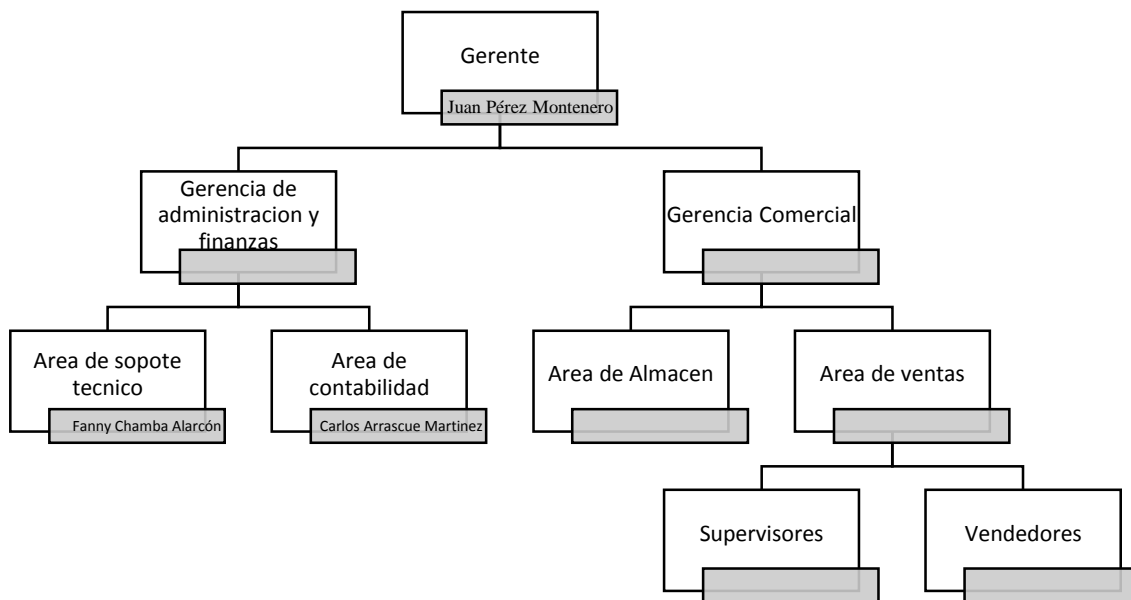 Gerente
Juan Pérez Montenero
Gerencia de
administracion y
finanzas
Gerencia Comercial
Area de sopote
tecnico
Fanny Chamba Alarcón
Area de
contabilidad
Carlos Arrascue Martinez
Area de Almacen
Area de ventas
Supervisores
Vendedores